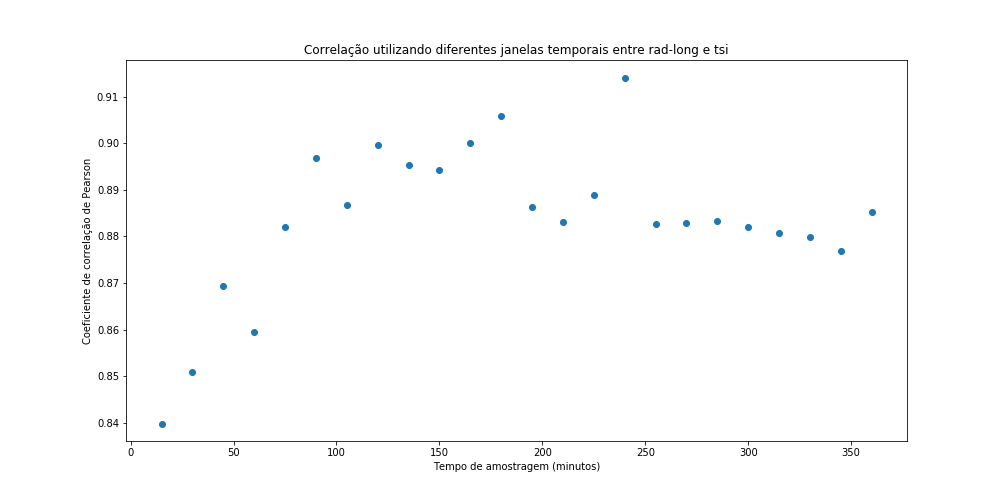 Correlação utilizando diferentes janelas temporais entre rad-long e tsi
0.91
0.90
0.89
0.88
0.87
0.86
0.85
0.84
Coeficiente de correlação de Pearson
0 50 100 150 200 250 300 350
Tempo de amostragem (minutos)